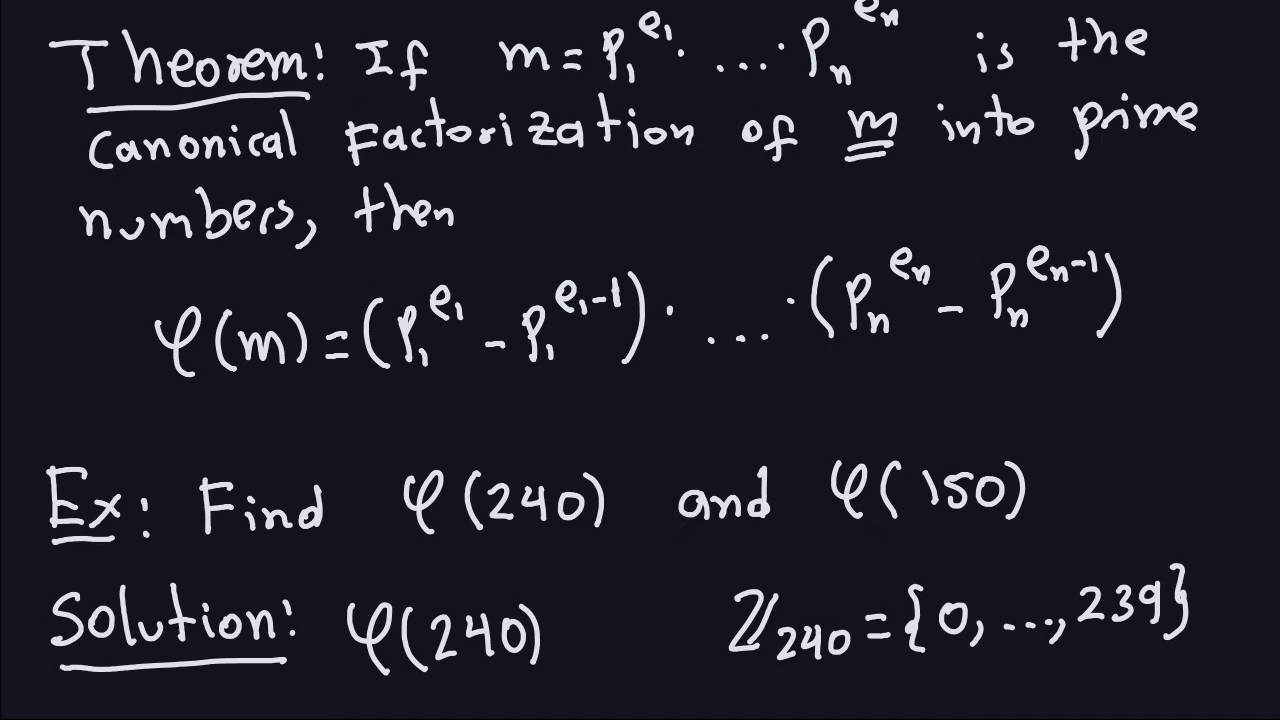 Theorem: If m = p₁^e₁ · ... · pₙ^eₙ is the
canonical factorization of m into prime
numbers, then
φ(m) = (p₁^e₁ - p₁^(e₁-1)) · ... · (pₙ^eₙ - pₙ^(eₙ-1))
Ex: Find φ(240) and φ(150)
Solution: φ(240) ℤ₂₄₀ = {0, ..., 239}